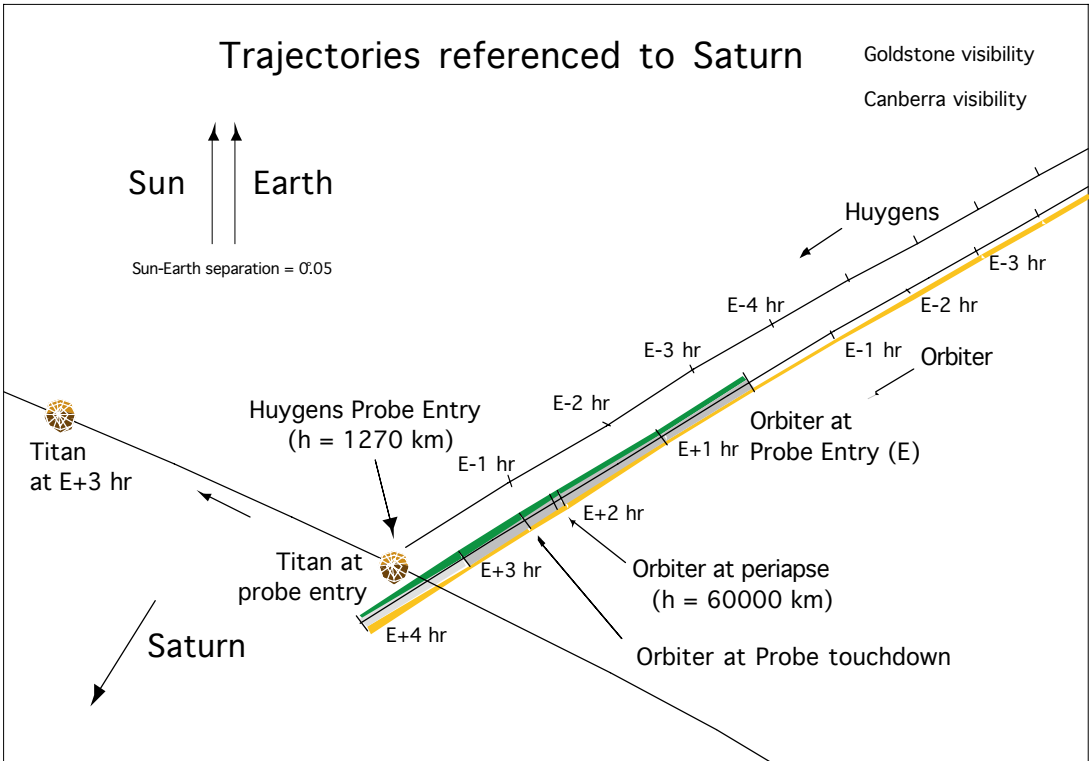 Trajectories referenced to Saturn
Goldstone visibility
Canberra visibility
Sun
Earth
Sun-Earth separation = 0°.05
Huygens
E-3 hr
E-4 hr
E-2 hr
E-3 hr
E-1 hr
Orbiter
E-2 hr
Huygens Probe Entry
(h = 1270 km)
Orbiter at
Probe Entry (E)
E+1 hr
Titan
at E+3 hr
E-1 hr
E+2 hr
Titan at
probe entry
E+3 hr
Orbiter at periapse
(h = 60000 km)
E+4 hr
Saturn
Orbiter at Probe touchdown